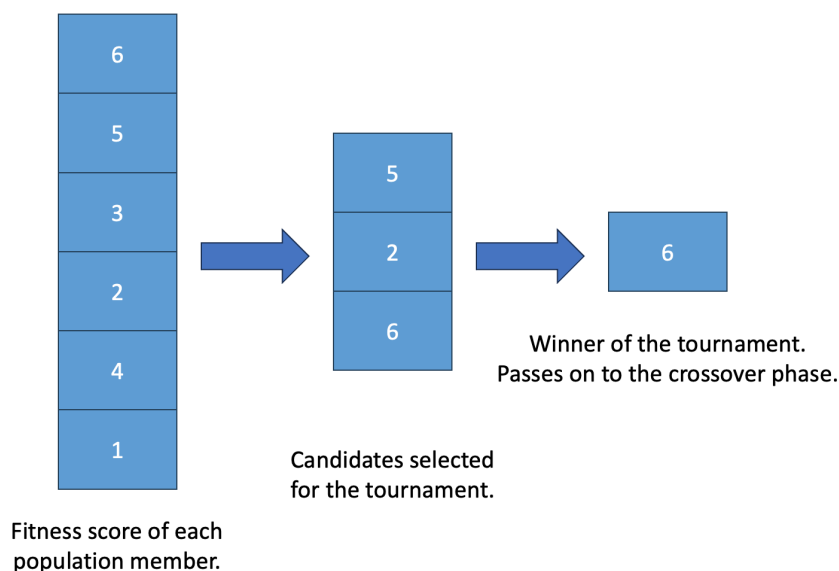 6
5
3
2
4
1
Fitness score of each
population member.
5
2
6
Candidates selected
for the tournament.
6
Winner of the tournament.
Passes on to the crossover phase.